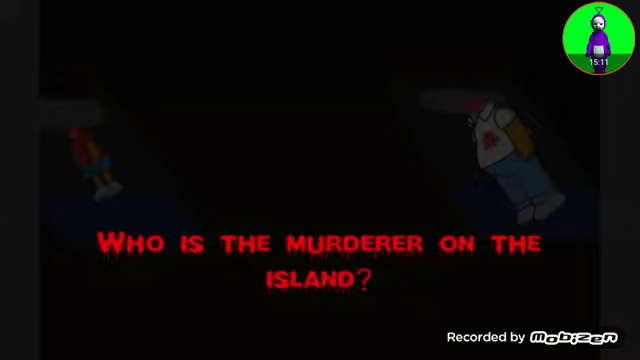 15:11
WHO IS THE MURDERER ON THE
ISLAND?
Recorded by Mobizen